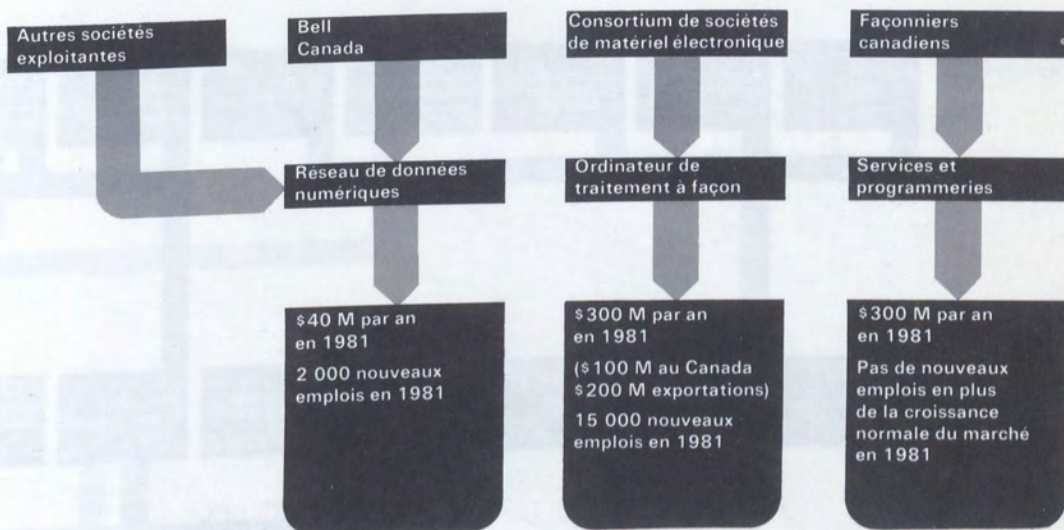 Autres sociétés
exploitantes
Bell
Canada
Consortium de sociétés
de matériel électronique
Façonniers
canadiens
Réseau de données
numériques
Ordinateur de
traitement à façon
Services et
programmeries
$40 M par an
en 1981
2 000 nouveaux
emplois en 1981
$300 M par an
en 1981
($100 M au Canada
$200 M exportations)
15 000 nouveaux
emplois en 1981
$300 M par an
en 1981
Pas de nouveaux
emplois en plus
de la croissance
normale du marché
en 1981